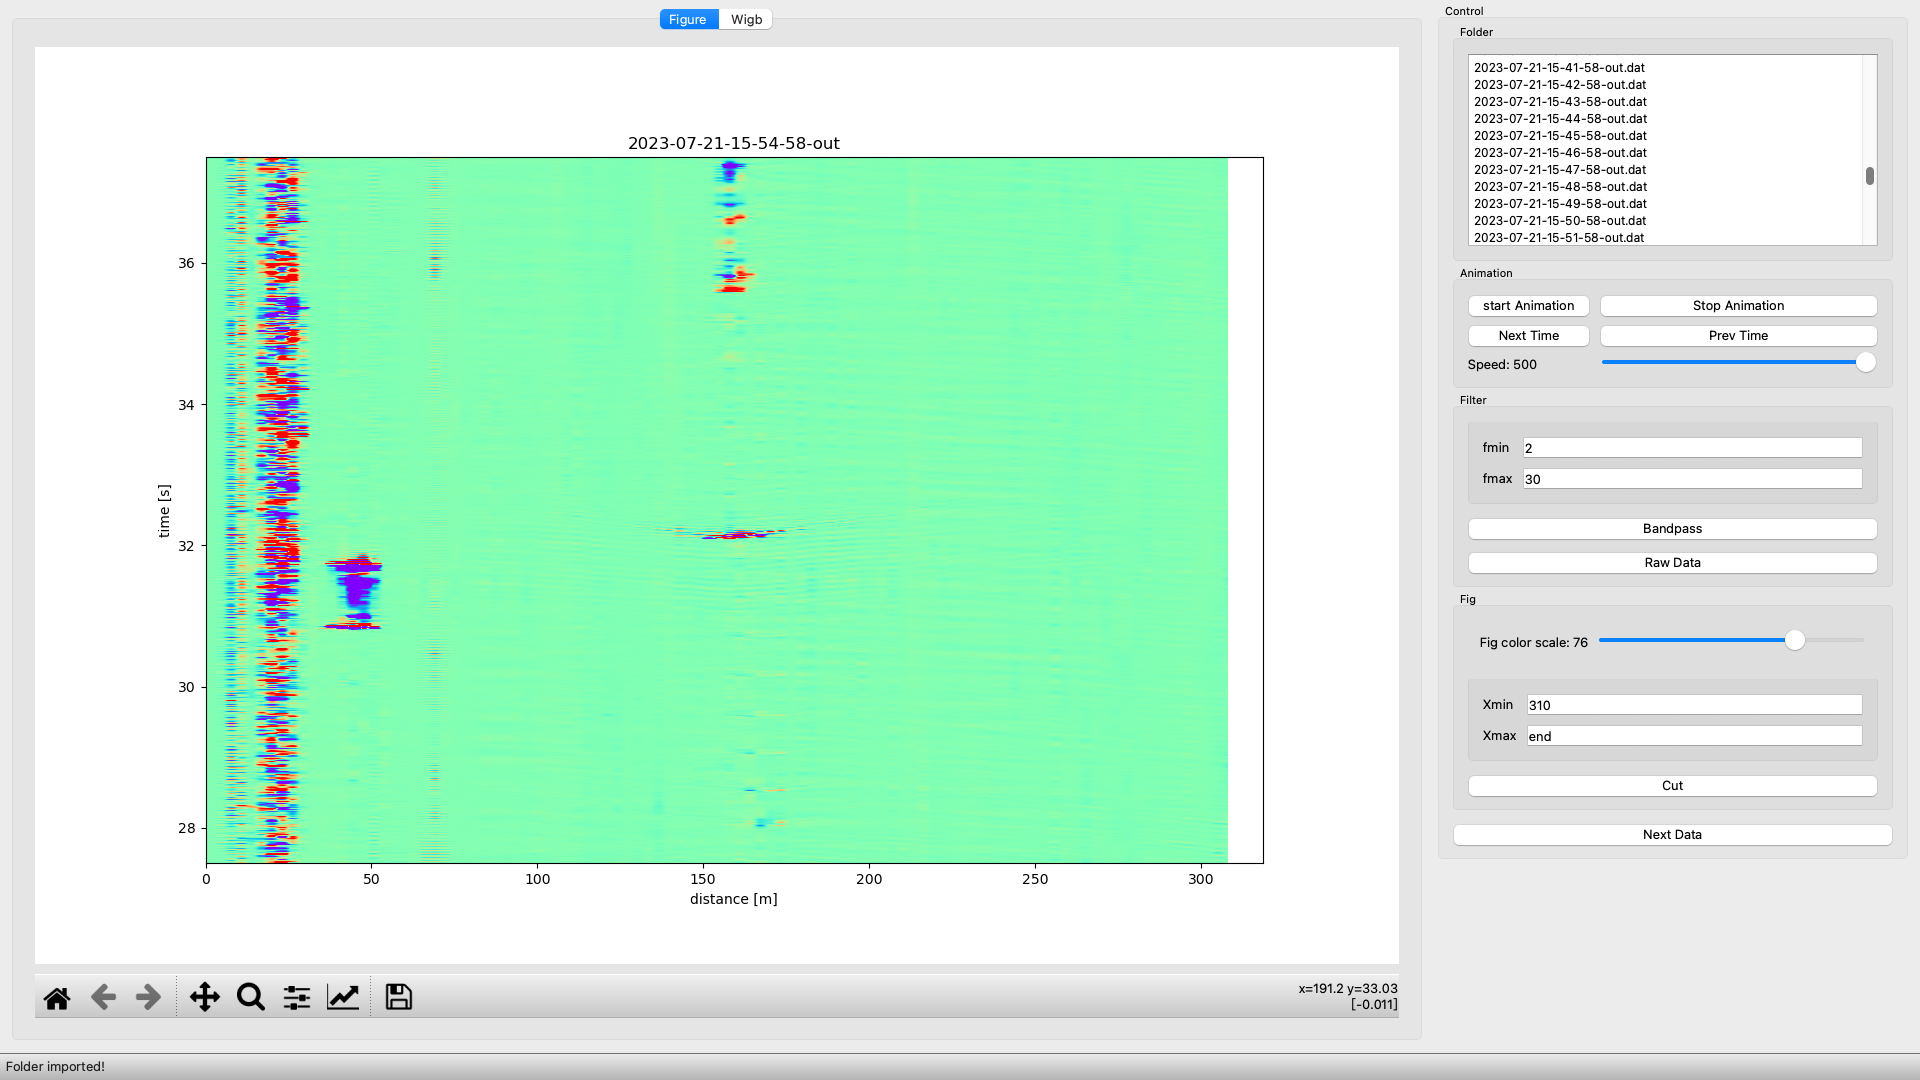 Figure Wigb
2023-07-21-15-54-58-out
36
34
32
30
28
time [s]
0 50 100 150 200 250 300
distance [m]
x=191.2 y=33.03
[-0.011]
Folder imported!
Control
Folder
2023-07-21-15-41-58-out.dat
2023-07-21-15-42-58-out.dat
2023-07-21-15-43-58-out.dat
2023-07-21-15-44-58-out.dat
2023-07-21-15-45-58-out.dat
2023-07-21-15-46-58-out.dat
2023-07-21-15-47-58-out.dat
2023-07-21-15-48-58-out.dat
2023-07-21-15-49-58-out.dat
2023-07-21-15-50-58-out.dat
2023-07-21-15-51-58-out.dat
Animation
start Animation Stop Animation
Next Time Prev Time
Speed: 500
Filter
fmin 2
fmax 30
Bandpass
Raw Data
Fig
Fig color scale: 76
Xmin 310
Xmax end
Cut
Next Data